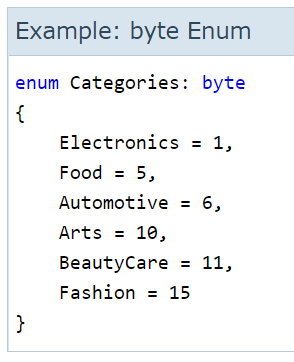 Example: byte Enum
enum Categories: byte
{
    Electronics = 1,
    Food = 5,
    Automotive = 6,
    Arts = 10,
    BeautyCare = 11,
    Fashion = 15
}